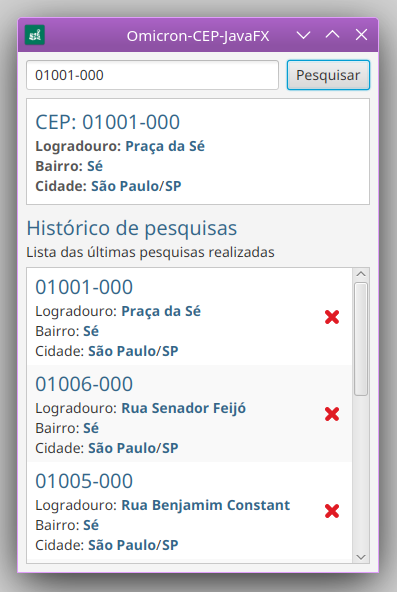 Omicron-CEP-JavaFX
01001-000
Pesquisar
CEP: 01001-000
Logradouro: Praça da Sé
Bairro: Sé
Cidade: São Paulo/SP
Histórico de pesquisas
Lista das últimas pesquisas realizadas
01001-000
Logradouro: Praça da Sé
Bairro: Sé
Cidade: São Paulo/SP
01006-000
Logradouro: Rua Senador Feijó
Bairro: Sé
Cidade: São Paulo/SP
01005-000
Logradouro: Rua Benjamim Constant
Bairro: Sé
Cidade: São Paulo/SP